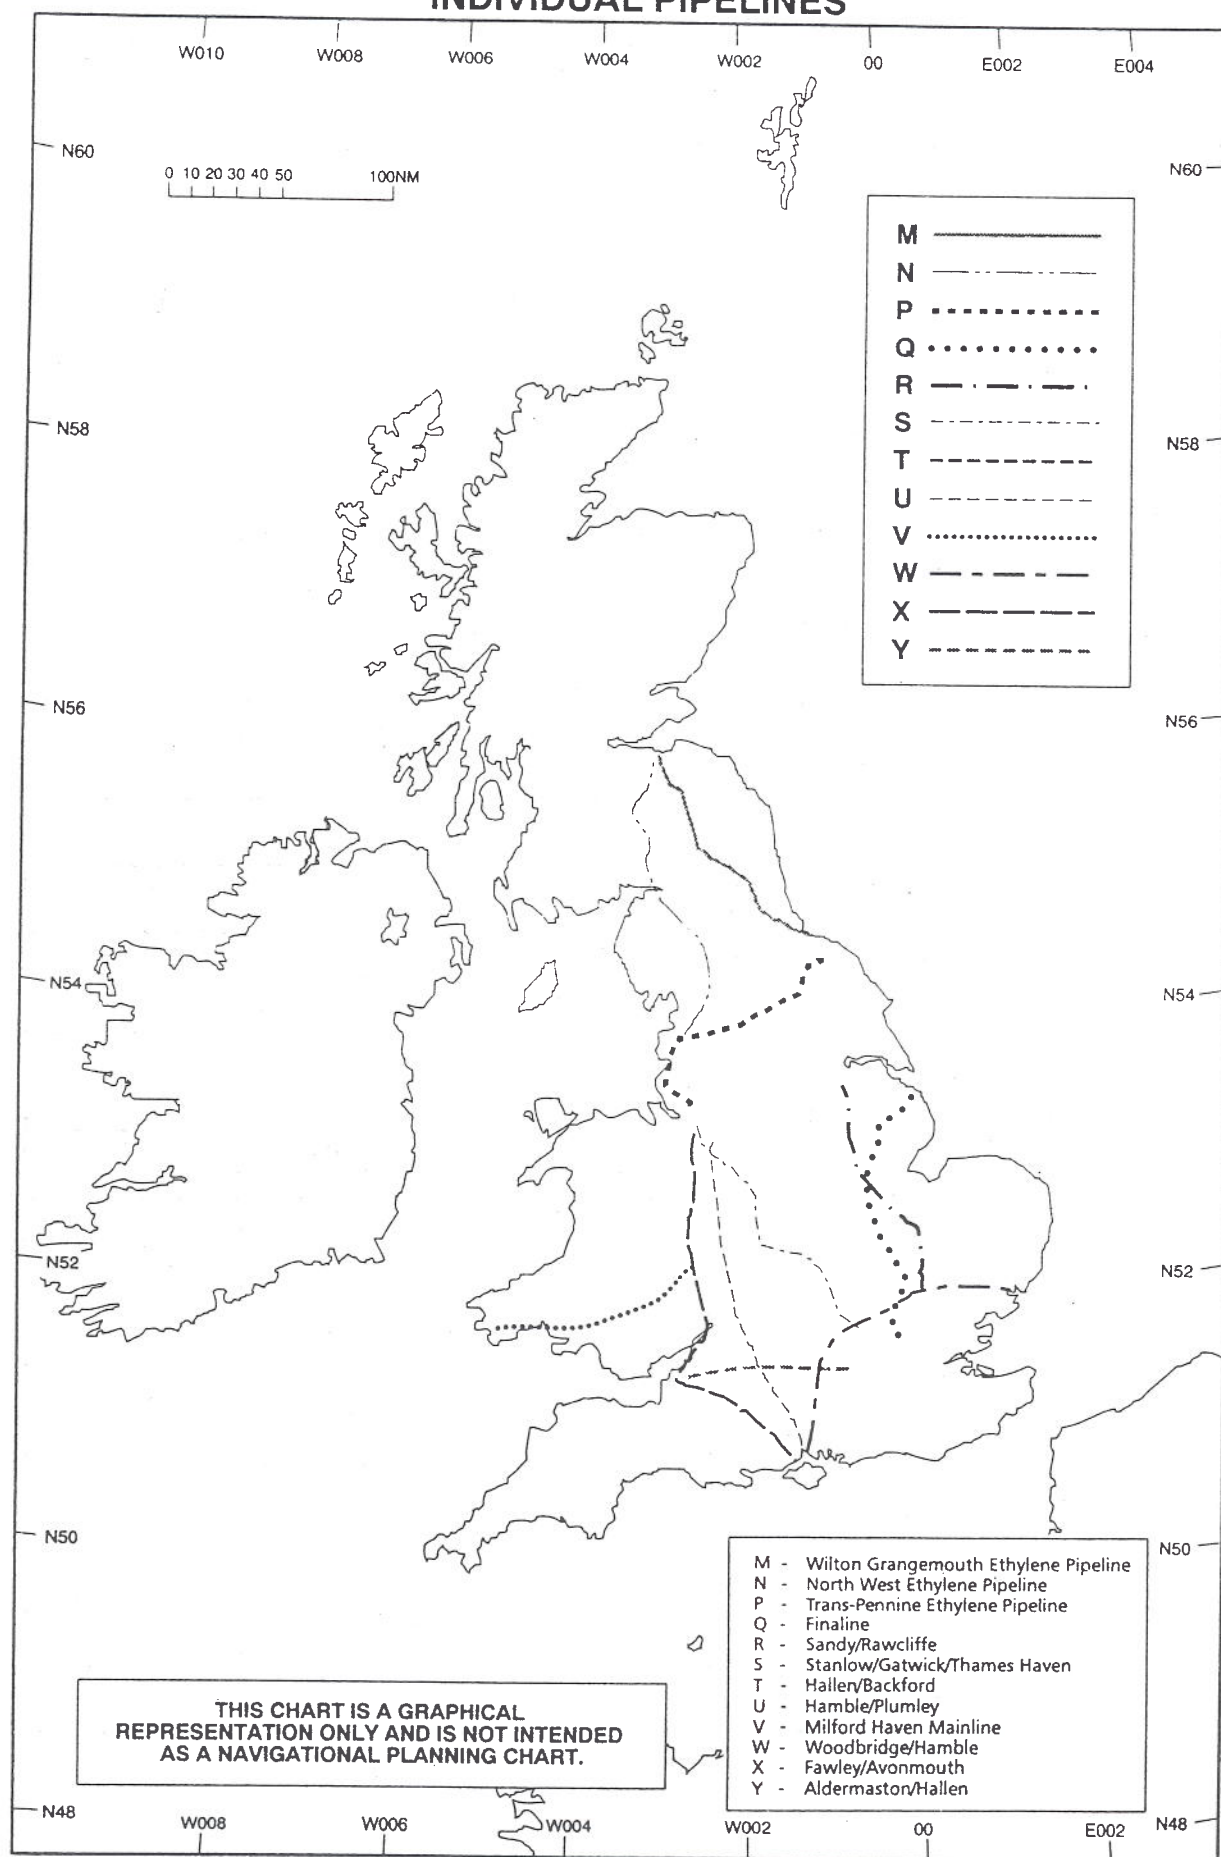 INDIVIDUAL PIPELINES
W010 W008 W006 W004 W002 00 E002 E004
N60 N60
0 10 20 30 40 50 100NM
M
N
P
Q
R
S
T
U
V
W
X
Y
N58 N58
N56 N56
N54 N54
N52 N52
N50 N50
M - Wilton Grangemouth Ethylene Pipeline
N - North West Ethylene Pipeline
P - Trans-Pennine Ethylene Pipeline
Q - Finaline
R - Sandy/Rawcliffe
S - Stanlow/Gatwick/Thames Haven
T - Hallen/Backford
U - Hamble/Plumley
V - Milford Haven Mainline
W - Woodbridge/Hamble
X - Fawley/Avonmouth
Y - Aldermaston/Hallen
THIS CHART IS A GRAPHICAL
REPRESENTATION ONLY AND IS NOT INTENDED
AS A NAVIGATIONAL PLANNING CHART.
N48 N48
W008 W006 W004 W002 00 E002